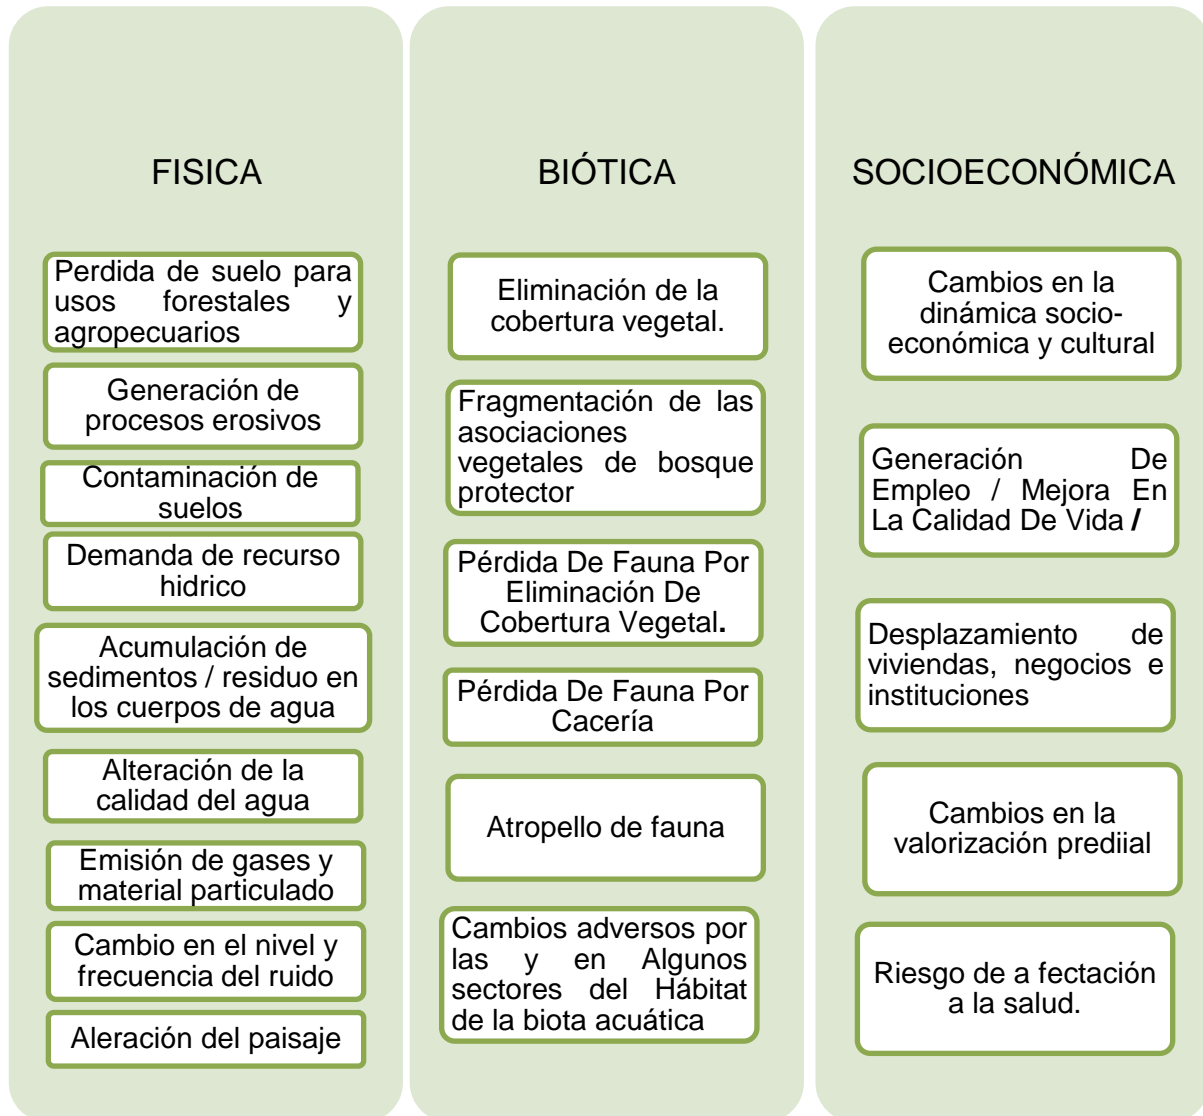 FISICA
Perdida de suelo para
usos forestales y
agropecuarios
Generación de
procesos erosivos
Contaminación de
suelos
Demanda de recurso
hidrico
Acumulación de
sedimentos / residuo en
los cuerpos de agua
Alteración de la
calidad del agua
Emisión de gases y
material particulado
Cambio en el nivel y
frecuencia del ruido
Aleración del paisaje
BIÓTICA
Eliminación de la
cobertura vegetal.
Fragmentación de las
asociaciones
vegetales de bosque
protector
Pérdida De Fauna Por
Eliminación De
Cobertura Vegetal.
Pérdida De Fauna Por
Cacería
Atropello de fauna
Cambios adversos por
las y en Algunos
sectores del Hábitat
de la biota acuática
SOCIOECONÓMICA
Cambios en la
dinámica socio-
económica y cultural
Generación De
Empleo / Mejora En
La Calidad De Vida /
Desplazamiento de
viviendas, negocios e
instituciones
Cambios en la
valorización prediial
Riesgo de a fectación
a la salud.